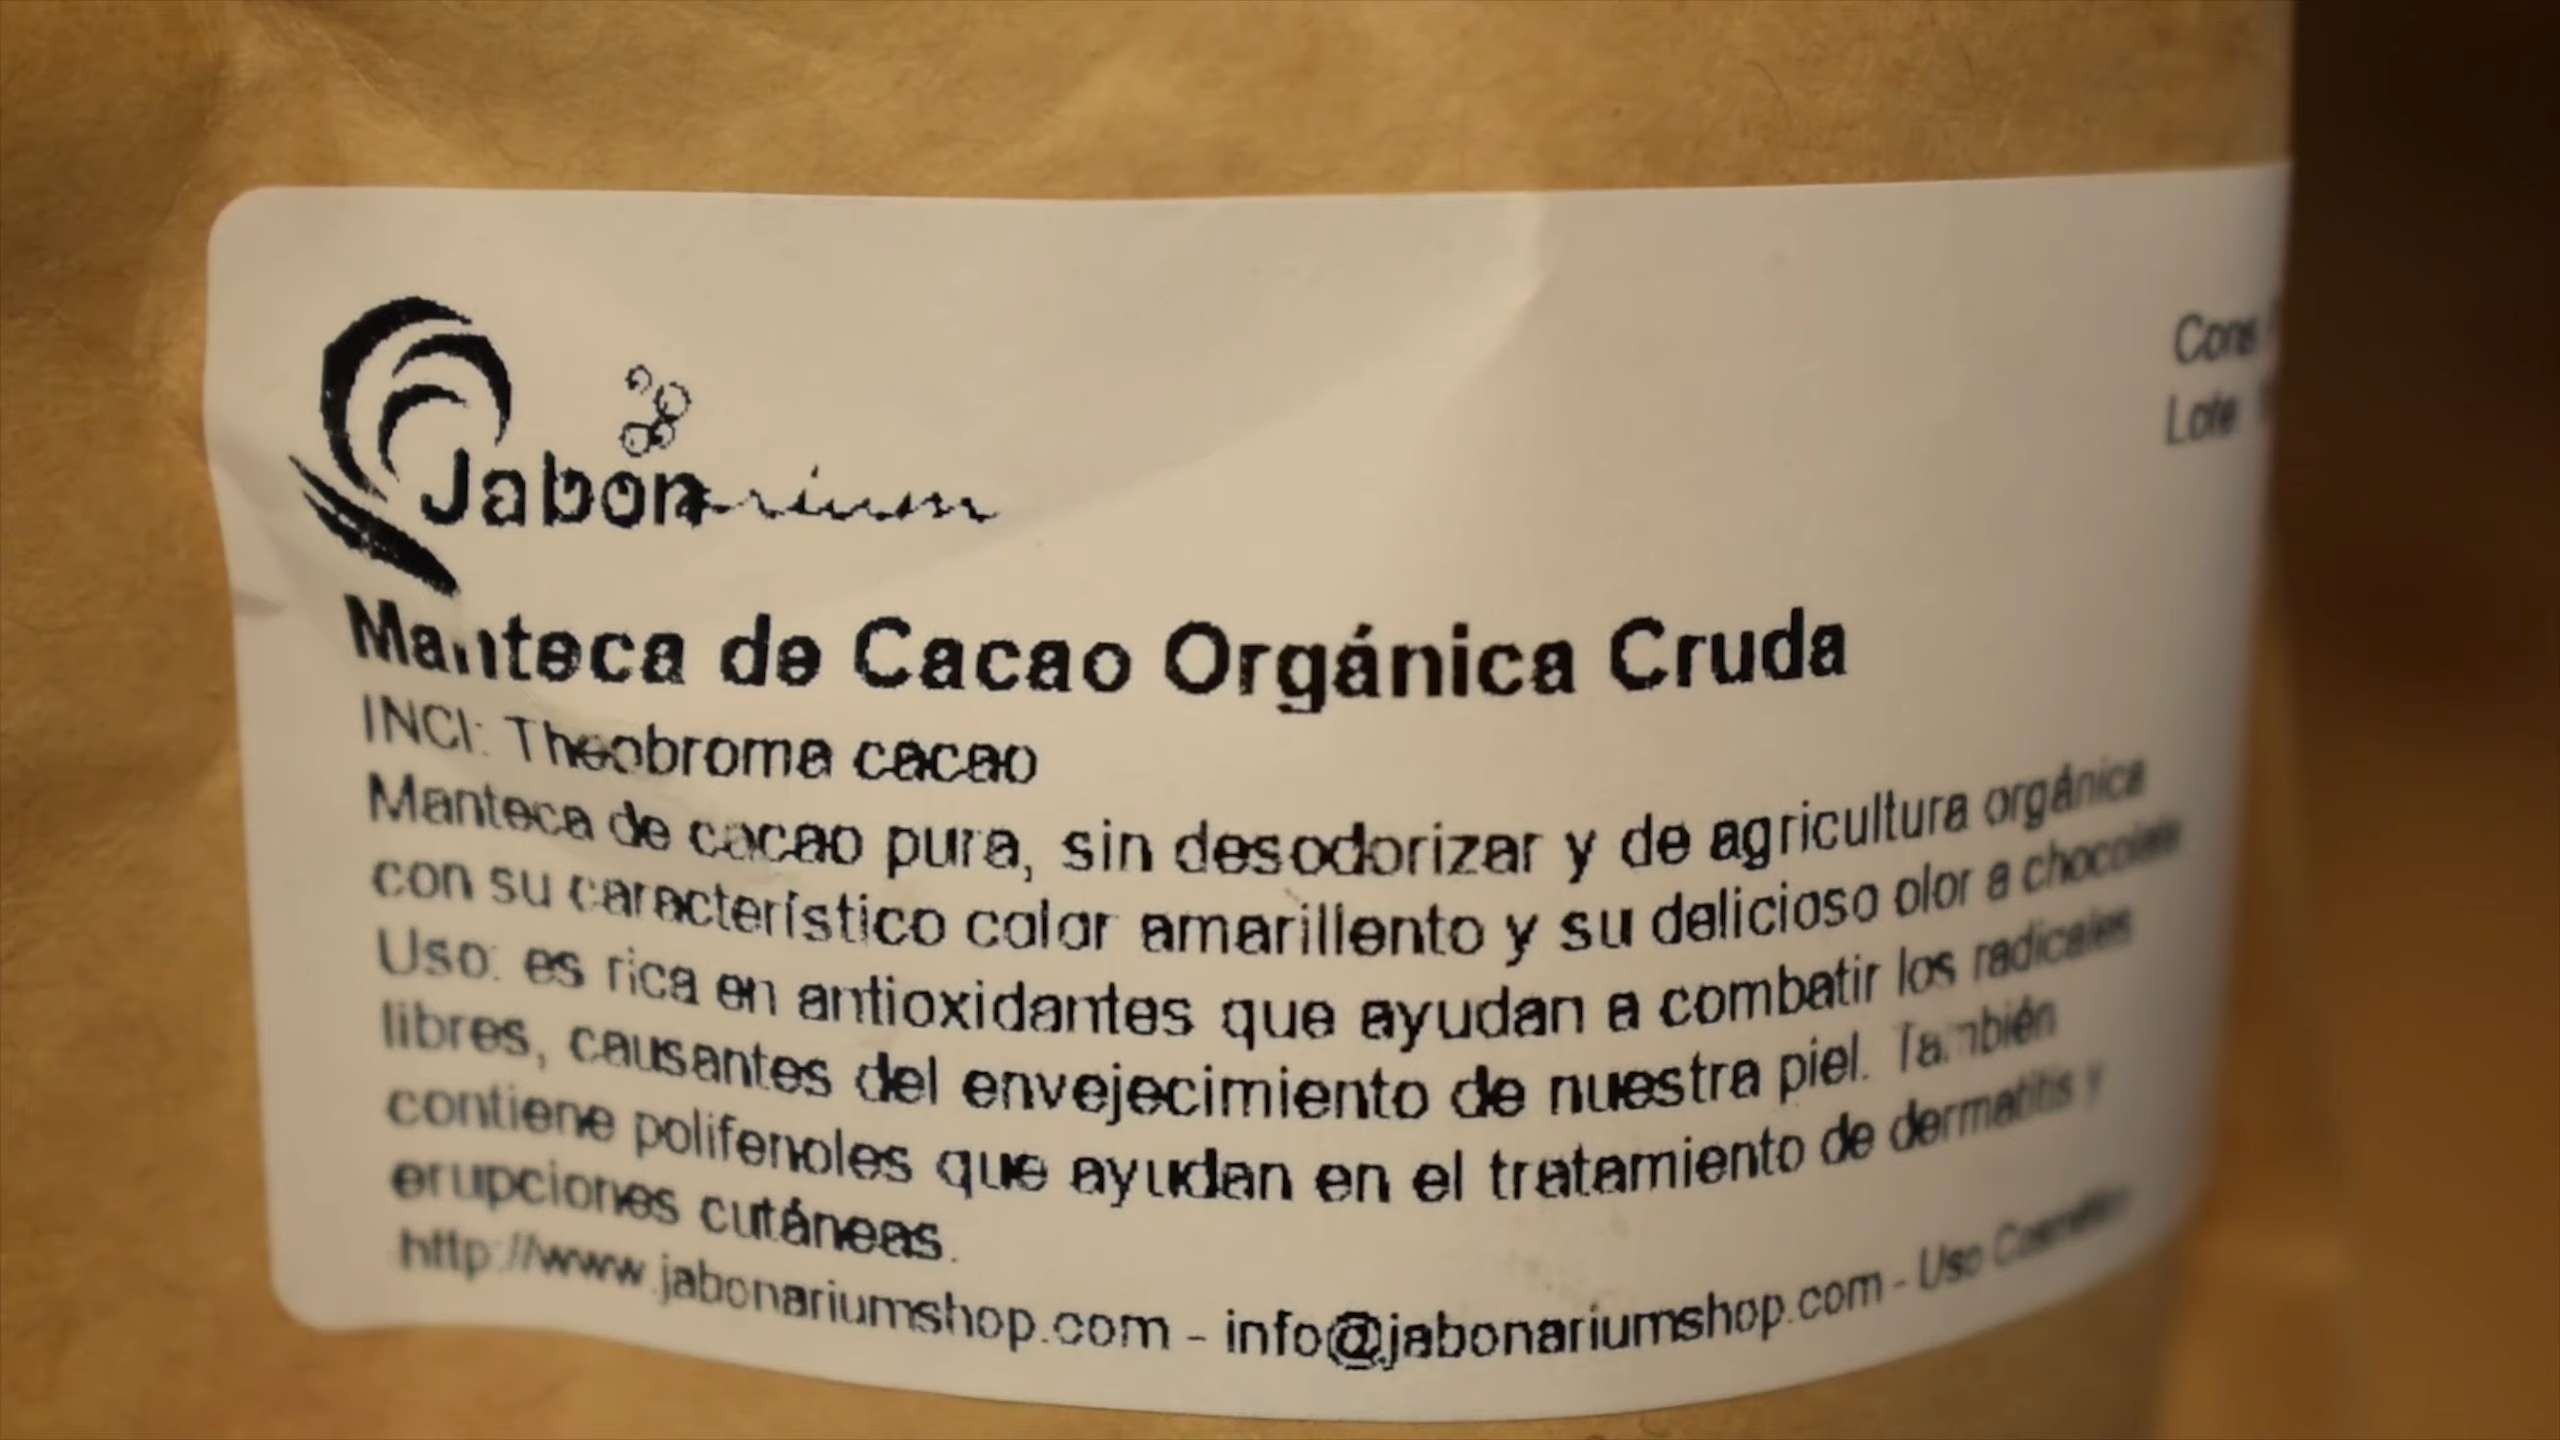 Cons
Lote
Jabonarium
Manteca de Cacao Orgánica Cruda
INCI: Theobroma cacao
Manteca de cacao pura, sin desodorizar y de agricultura orgánica
con su característico color amarillento y su delicioso olor a chocolate
Uso: es rica en antioxidantes que ayudan a combatir los radicales
libres, causantes del envejecimiento de nuestra piel. También
contiene polifenoles que ayudan en el tratamiento de dermatitis y
erupciones cutáneas.
http://www.jabonariumshop.com - info@jabonariumshop.com - Uso Cosmético